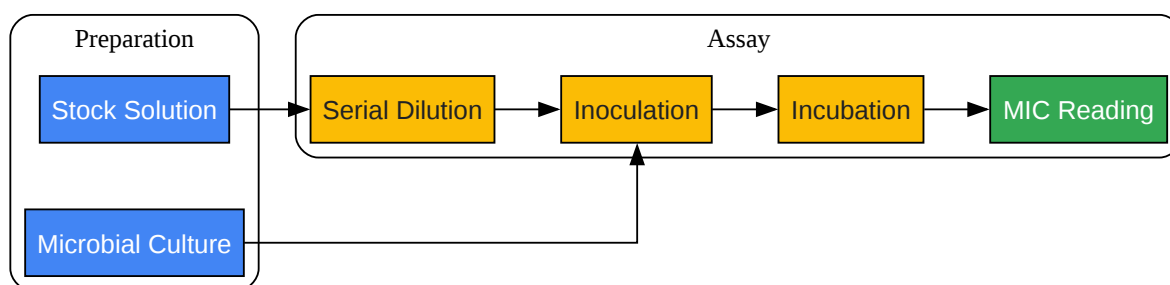 Preparation
Assay
Stock Solution
Serial Dilution
Inoculation
Incubation
MIC Reading
Microbial Culture